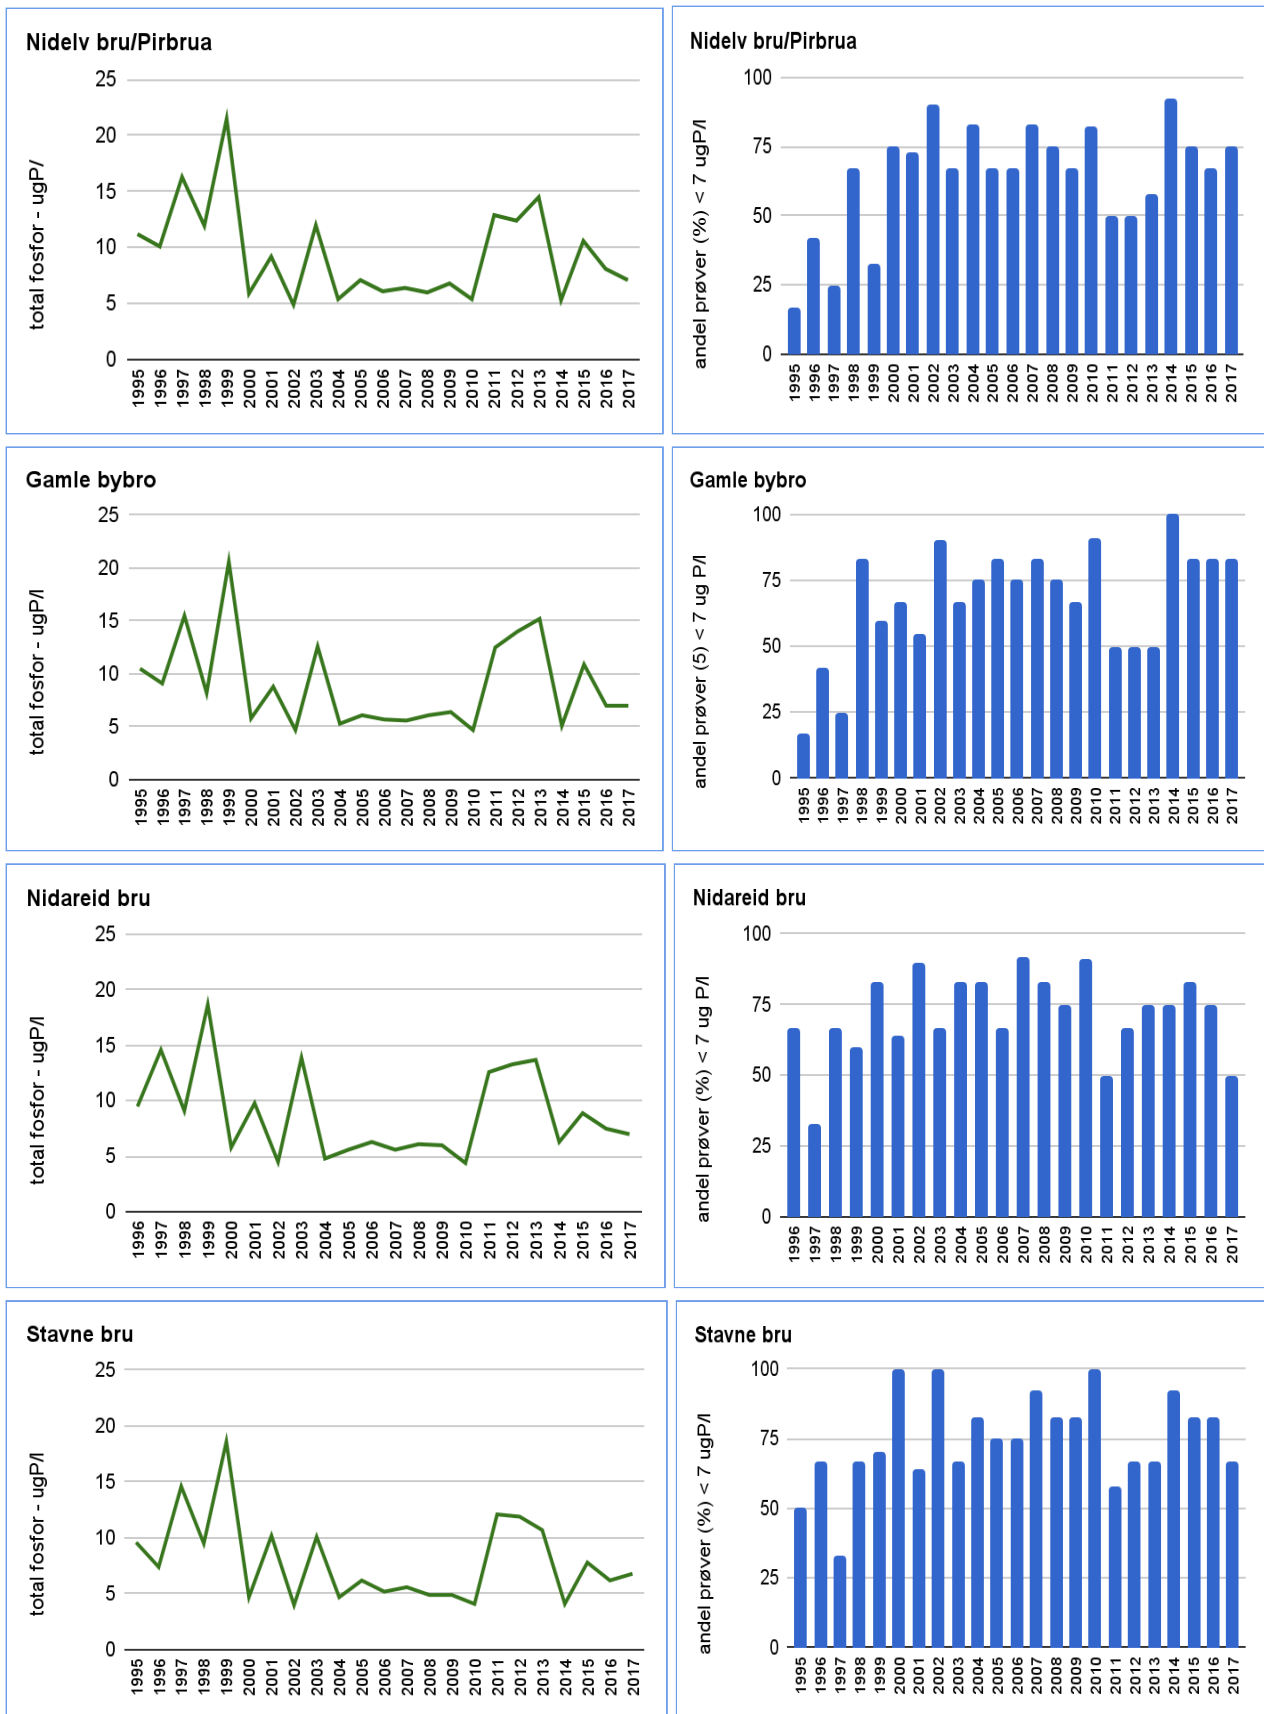 Nidelv bru/Pirbrua
total fosfor - ugP/
25
20
15
10
5
0
1995 1996 1997 1998 1999 2000 2001 2002 2003 2004 2005 2006 2007 2008 2009 2010 2011 2012 2013 2014 2015 2016 2017
Nidelv bru/Pirbrua
andel prøver (%) < 7 ugP/l
100
75
50
25
0
1995 1996 1997 1998 1999 2000 2001 2002 2003 2004 2005 2006 2007 2008 2009 2010 2011 2012 2013 2014 2015 2016 2017
Gamle bybro
total fosfor - ugP/l
25
20
15
10
5
0
1995 1996 1997 1998 1999 2000 2001 2002 2003 2004 2005 2006 2007 2008 2009 2010 2011 2012 2013 2014 2015 2016 2017
Gamle bybro
andel prøver (5) < 7 ug P/l
100
75
50
25
0
1995 1996 1997 1998 1999 2000 2001 2002 2003 2004 2005 2006 2007 2008 2009 2010 2011 2012 2013 2014 2015 2016 2017
Nidareid bru
total fosfor - ugP/l
25
20
15
10
5
0
1996 1997 1998 1999 2000 2001 2002 2003 2004 2005 2006 2007 2008 2009 2010 2011 2012 2013 2014 2015 2016 2017
Nidareid bru
andel prøver (%) < 7 ug P/l
100
75
50
25
0
1996 1997 1998 1999 2000 2001 2002 2003 2004 2005 2006 2007 2008 2009 2010 2011 2012 2013 2014 2015 2016 2017
Stavne bru
total fosfor - ugP/l
25
20
15
10
5
0
1995 1996 1997 1998 1999 2000 2001 2002 2003 2004 2005 2006 2007 2008 2009 2010 2011 2012 2013 2014 2015 2016 2017
Stavne bru
andel prøver (%) < 7 ugP/l
100
75
50
25
0
1995 1996 1997 1998 1999 2000 2001 2002 2003 2004 2005 2006 2007 2008 2009 2010 2011 2012 2013 2014 2015 2016 2017